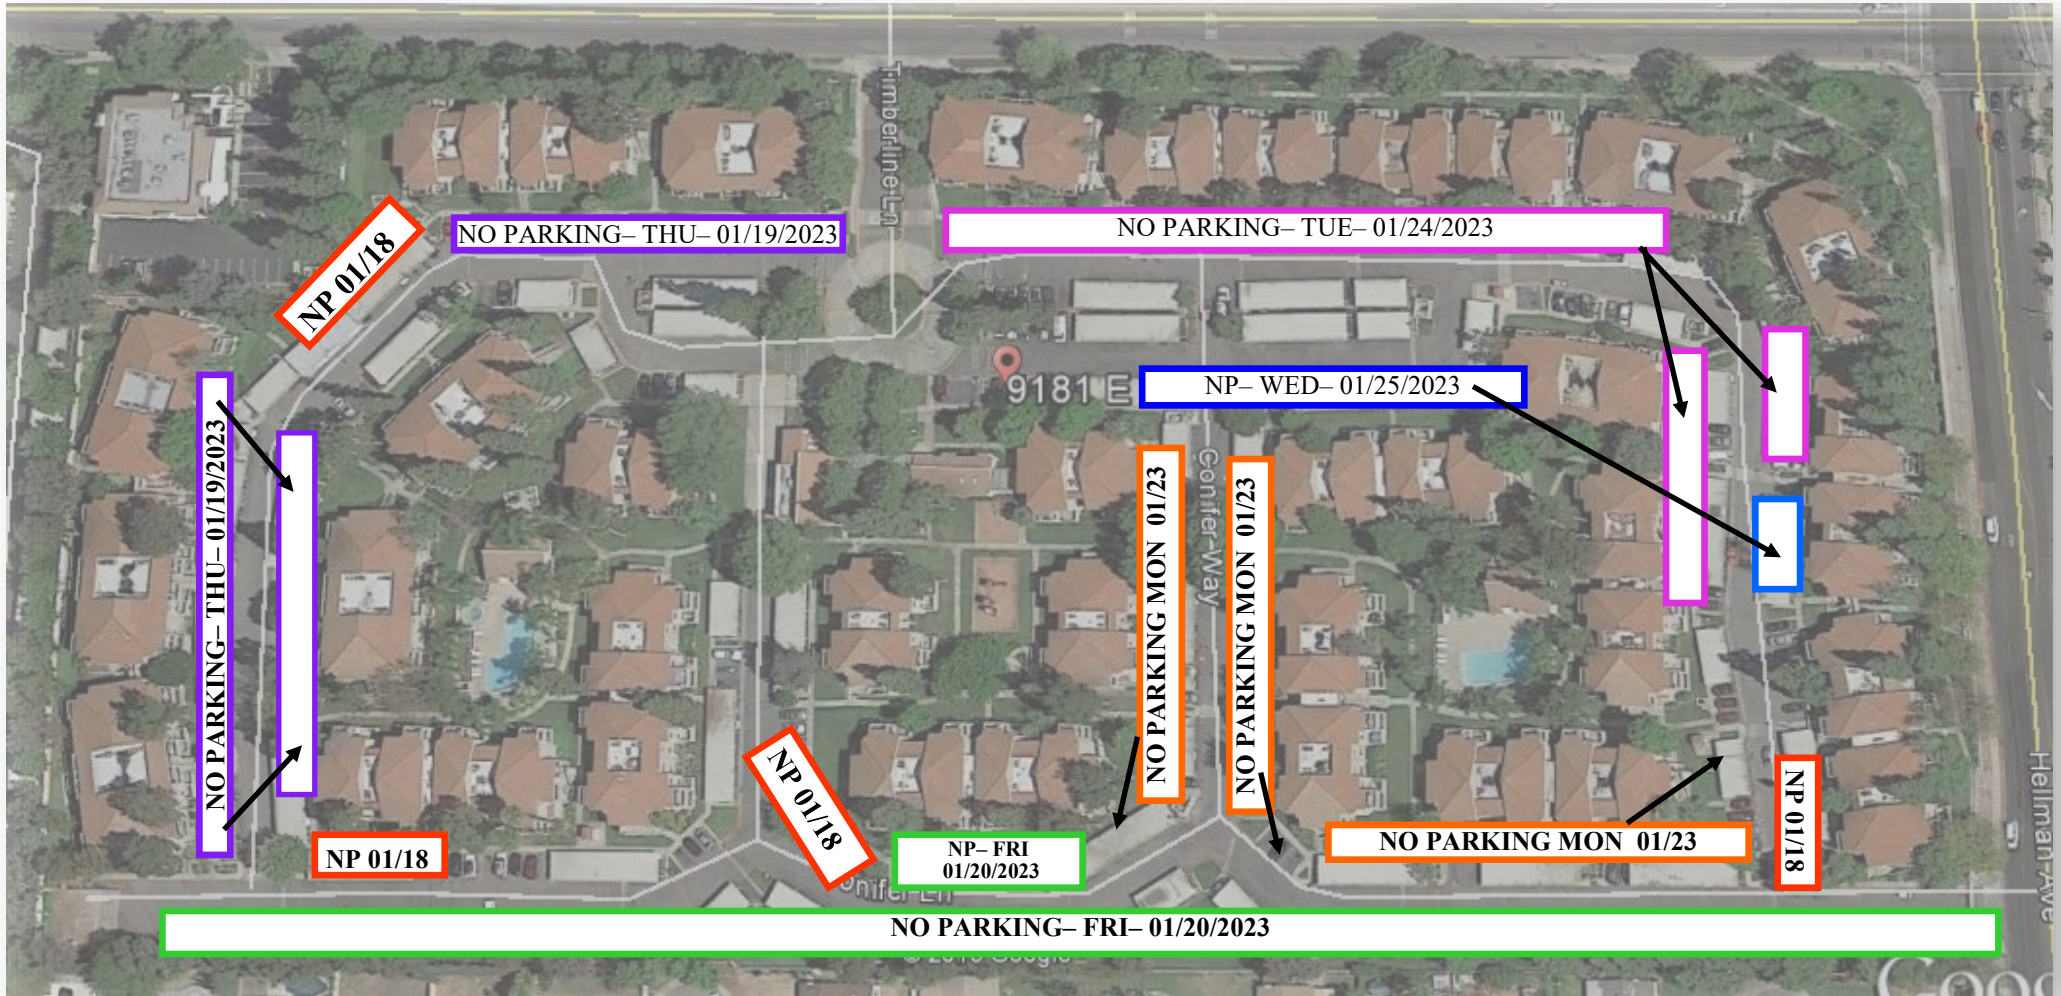 Timberline Ln
NP 01/18
NO PARKING– THU– 01/19/2023
NO PARKING– TUE– 01/24/2023
9181 E
NP– WED– 01/25/2023
NO PARKING– THU– 01/19/2023
NO PARKING MON 01/23
Conifer Way
NO PARKING MON 01/23
NP 01/18
NP 01/18
NP– FRI
01/20/2023
NO PARKING MON 01/23
NP 01/18
Hellman Ave
onifer Ln
NO PARKING– FRI– 01/20/2023
Google